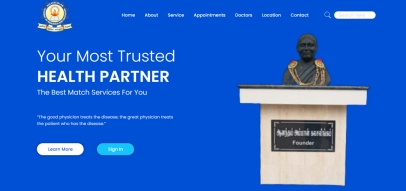 Home About Service Appointments Doctors Location Contact
Your Most Trusted
HEALTH PARTNER
The Best Match Services For You
"The good physician treats the disease; the great physician treats
the patient who has the disease."
Learn More Sign In
Founder